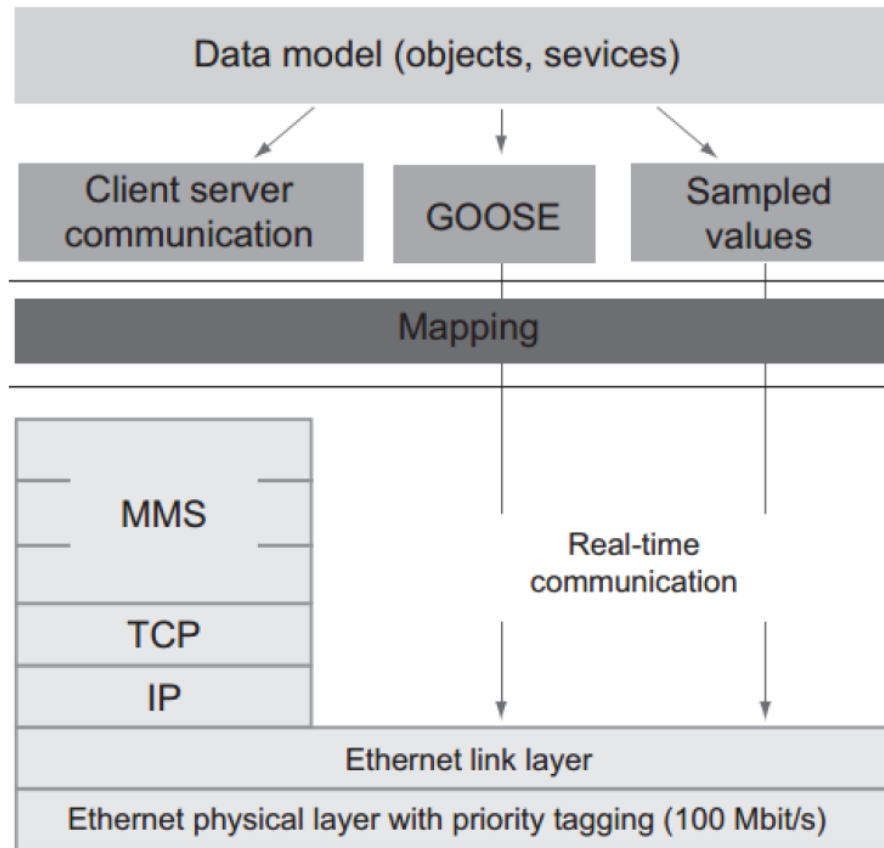 Data model (objects, sevices)
Client server
communication
GOOSE
Sampled
values
Mapping
MMS
Real-time
communication
TCP
IP
Ethernet link layer
Ethernet physical layer with priority tagging (100 Mbit/s)